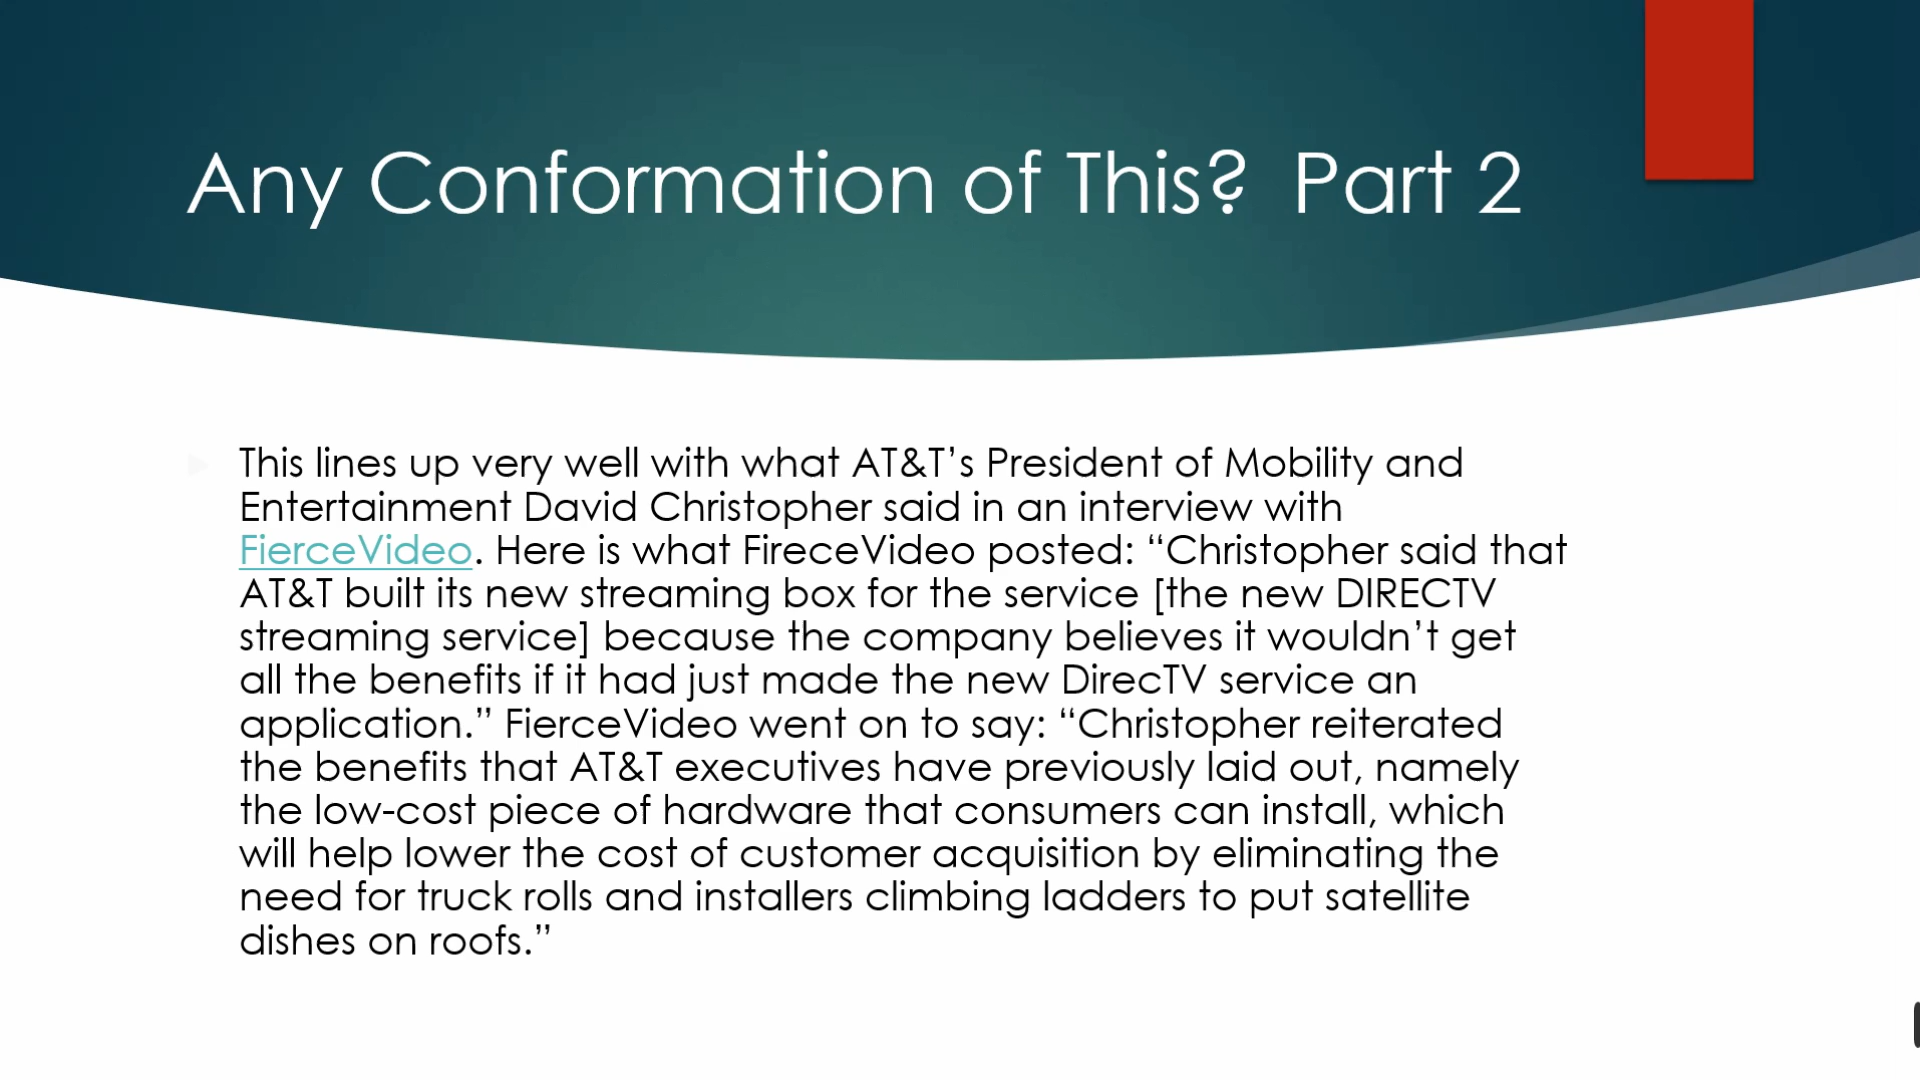 Any Conformation of This?  Part 2
This lines up very well with what AT&T’s President of Mobility and
Entertainment David Christopher said in an interview with
FierceVideo. Here is what FireceVideo posted: “Christopher said that
AT&T built its new streaming box for the service [the new DIRECTV
streaming service] because the company believes it wouldn’t get
all the benefits if it had just made the new DirecTV service an
application.” FierceVideo went on to say: “Christopher reiterated
the benefits that AT&T executives have previously laid out, namely
the low-cost piece of hardware that consumers can install, which
will help lower the cost of customer acquisition by eliminating the
need for truck rolls and installers climbing ladders to put satellite
dishes on roofs.”